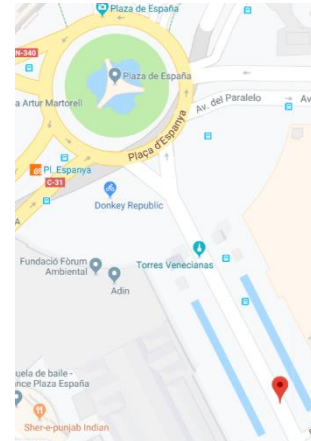 Plaza de España
N-340
Plaza de España
a Artur Martorell
Av. del Paralelo
Av
Plaça d'Espanya
Pl. Espanya
C-31
Donkey Republic
A
Torres Venecianas
Fundació Fòrum
Ambiental
Adin
uela de baile -
nce Plaza España
Sher-e-punjab Indian